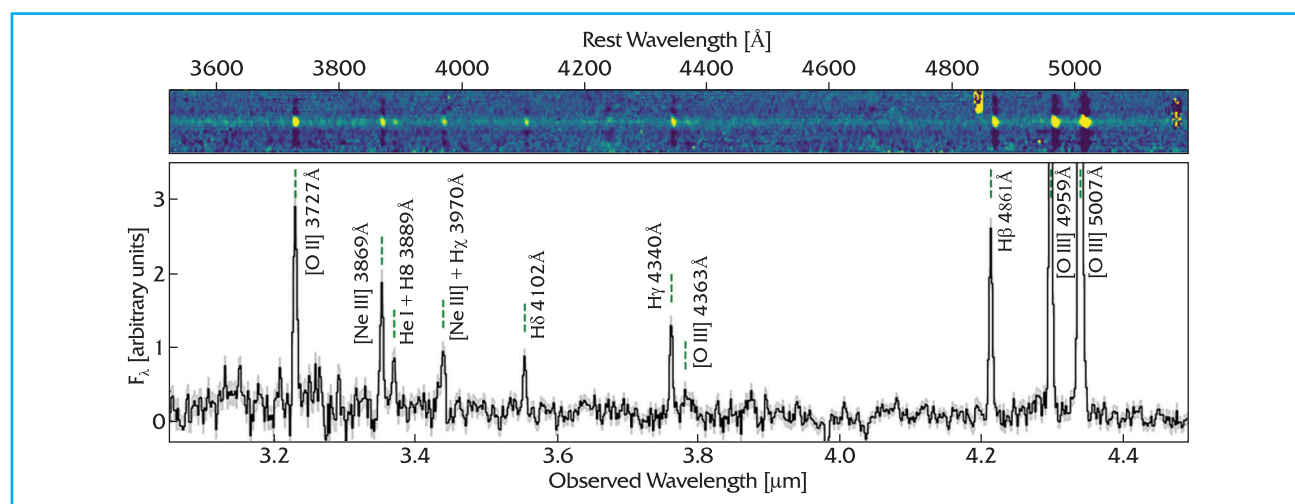 Rest Wavelength [Å]
3600 3800 4000 4200 4400 4600 4800 5000
3
2
1
0
F_λ [arbitrary units]
[O II] 3727Å
[Ne III] 3869Å
He I + H8 3889Å
[Ne III] + Hχ 3970Å
Hδ 4102Å
Hγ 4340Å
[O III] 4363Å
Hβ 4861Å
[O III] 4959Å
[O III] 5007Å
3.2 3.4 3.6 3.8 4.0 4.2 4.4
Observed Wavelength [μm]